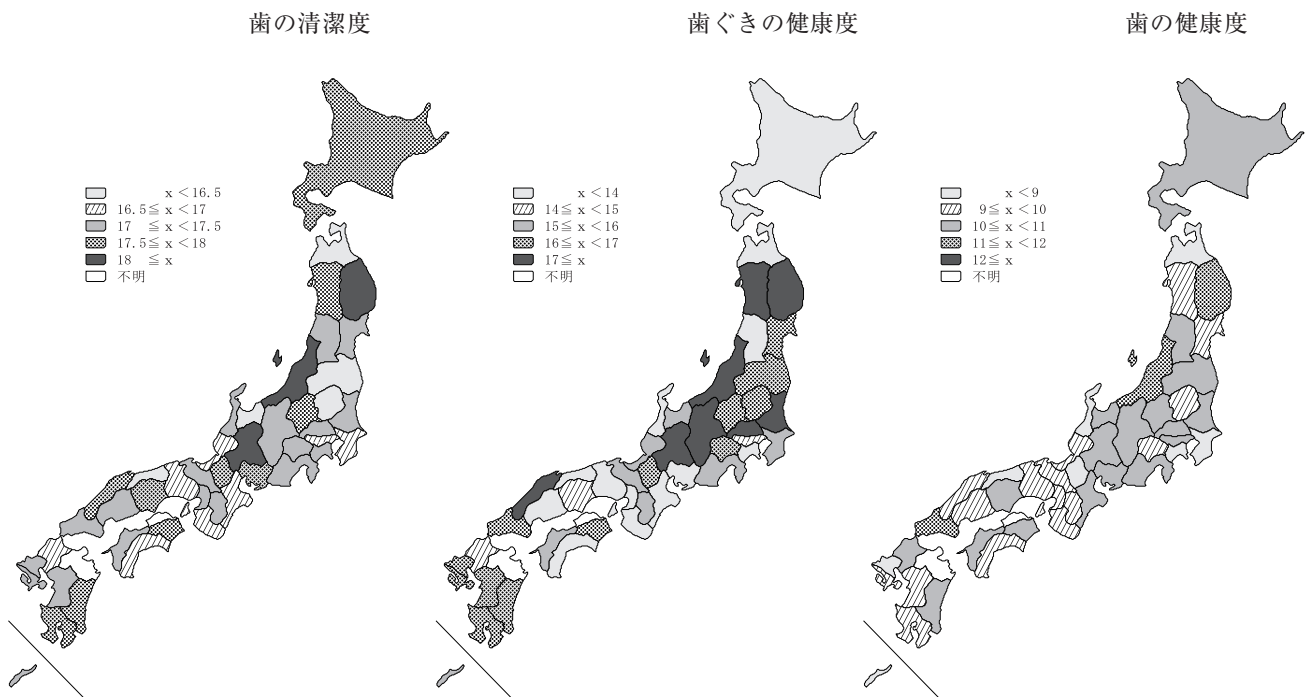 歯の清潔度
x＜16.5
16.5≦ x＜17
17 ≦ x＜17.5
17.5≦ x＜18
18 ≦ x
不明
歯ぐきの健康度
x＜14
14≦ x＜15
15≦ x＜16
16≦ x＜17
17≦ x
不明
歯の健康度
x＜9
9≦ x＜10
10≦ x＜11
11≦ x＜12
12≦ x
不明